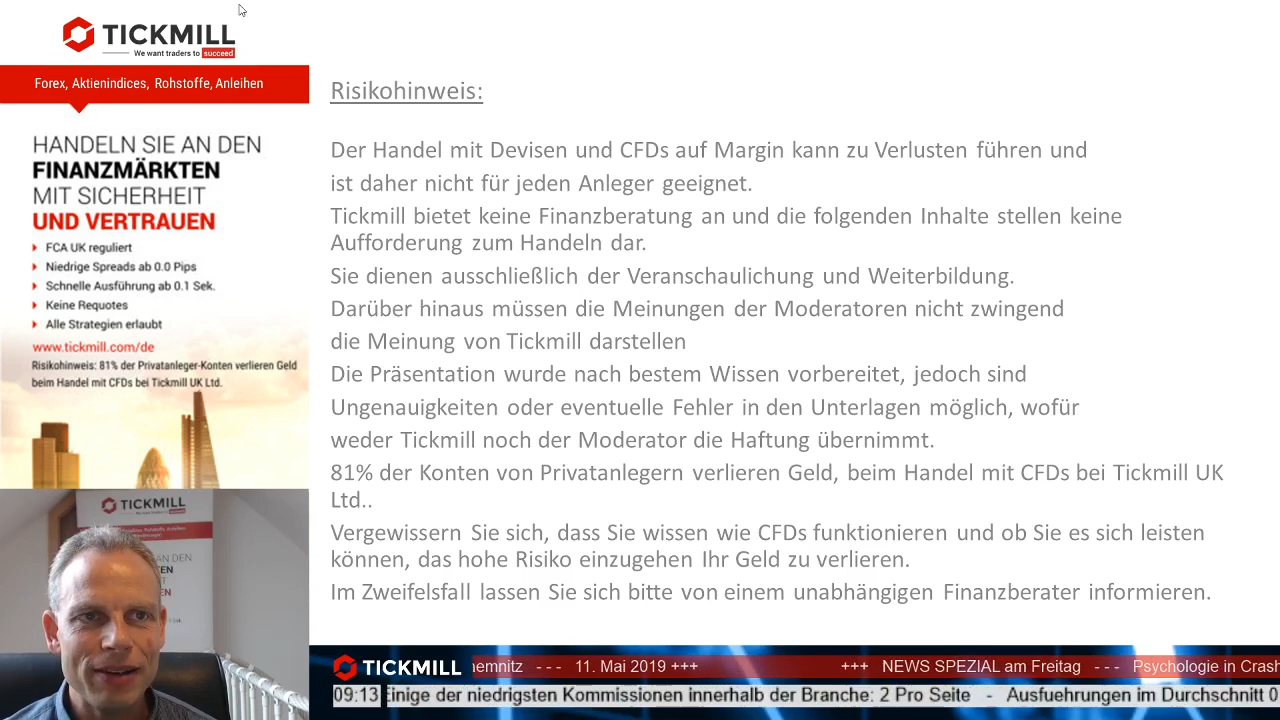 TICKMILL
We want traders to succeed
Forex, Aktienindices, Rohstoffe, Anleihen
HANDELN SIE AN DEN
FINANZMÄRKTEN
MIT SICHERHEIT
UND VERTRAUEN
FCA UK reguliert
Niedrige Spreads ab 0.0 Pips
Schnelle Ausführung ab 0.1 Sek.
Keine Requotes
Alle Strategien erlaubt
www.tickmill.com/de
Risikohinweis: 81% der Privatanleger-Konten verlieren Geld
beim Handel mit CFDs bei Tickmill UK Ltd.
TICKMILL
Risikohinweis:
Der Handel mit Devisen und CFDs auf Margin kann zu Verlusten führen und
ist daher nicht für jeden Anleger geeignet.
Tickmill bietet keine Finanzberatung an und die folgenden Inhalte stellen keine
Aufforderung zum Handeln dar.
Sie dienen ausschließlich der Veranschaulichung und Weiterbildung.
Darüber hinaus müssen die Meinungen der Moderatoren nicht zwingend
die Meinung von Tickmill darstellen
Die Präsentation wurde nach bestem Wissen vorbereitet, jedoch sind
Ungenauigkeiten oder eventuelle Fehler in den Unterlagen möglich, wofür
weder Tickmill noch der Moderator die Haftung übernimmt.
81% der Konten von Privatanlegern verlieren Geld, beim Handel mit CFDs bei Tickmill UK
Ltd..
Vergewissern Sie sich, dass Sie wissen wie CFDs funktionieren und ob Sie es sich leisten
können, das hohe Risiko einzugehen Ihr Geld zu verlieren.
Im Zweifelsfall lassen Sie sich bitte von einem unabhängigen Finanzberater informieren.
TICKMILL hemnitz --- 11. Mai 2019 +++ +++ NEWS SPEZIAL am Freitag --- Psychologie in Crash
09:13 Einige der niedrigsten Kommissionen innerhalb der Branche: 2 Pro Seite - Ausfuehrungen im Durchschnitt 0